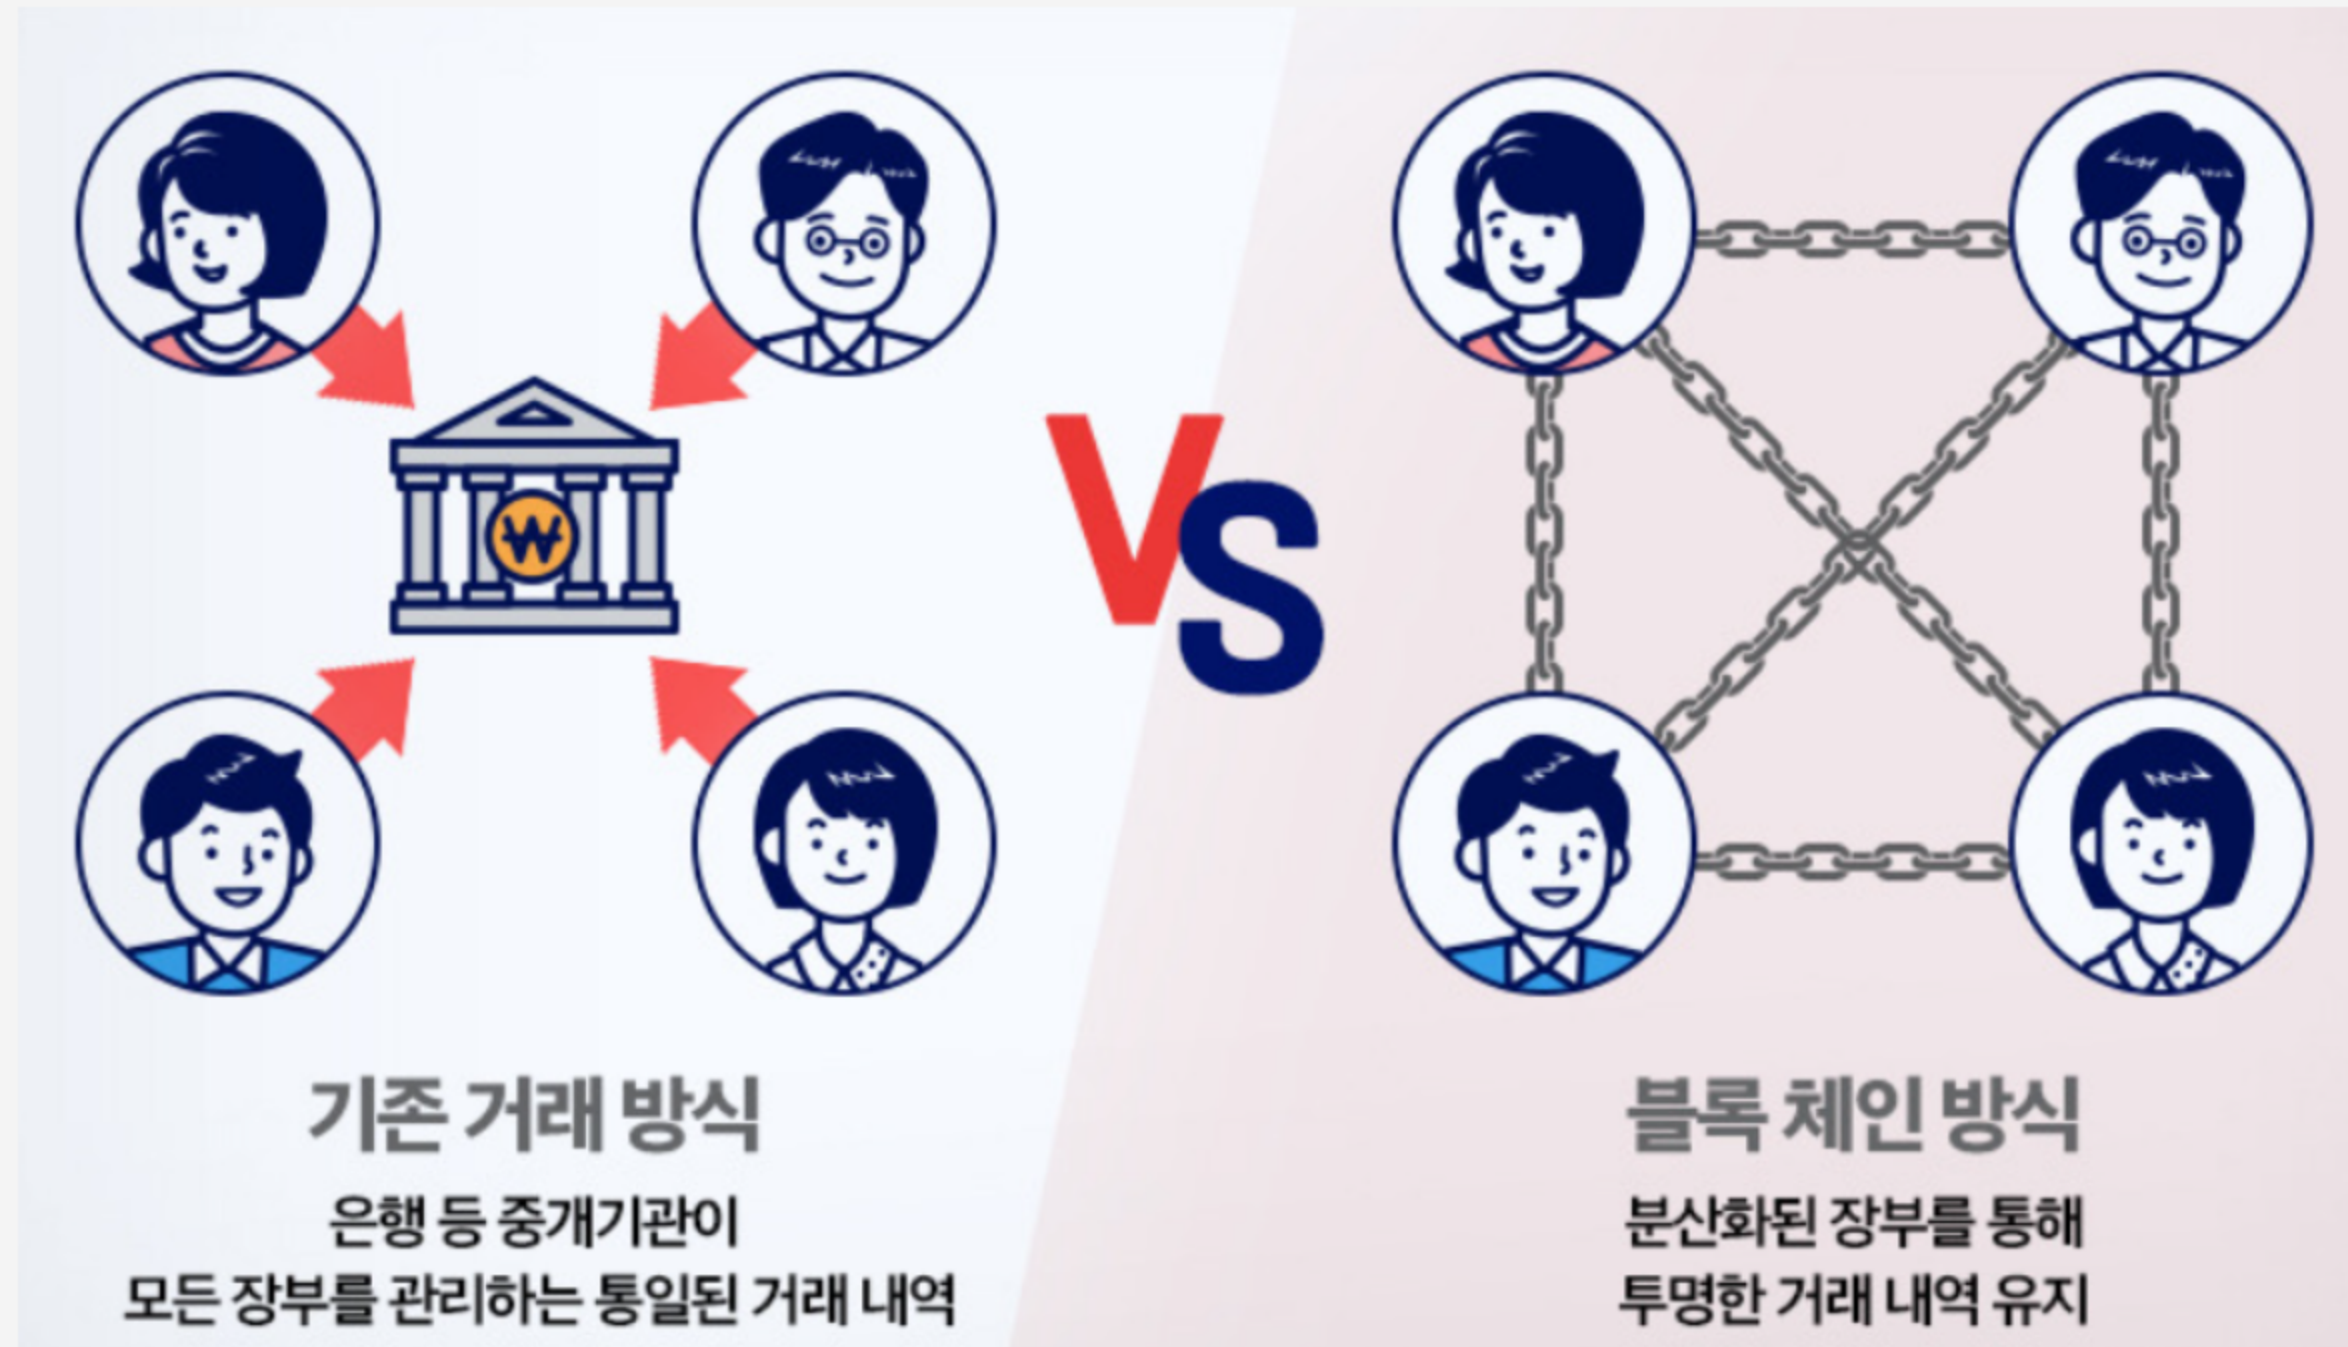 VS
기존 거래 방식
은행 등 중개기관이
모든 장부를 관리하는 통일된 거래 내역
블록 체인 방식
분산화된 장부를 통해
투명한 거래 내역 유지